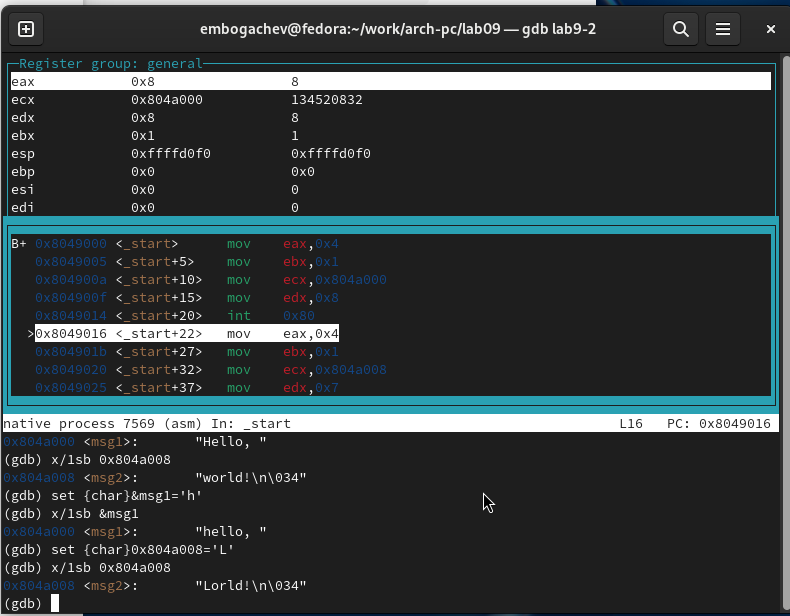 embogachev@fedora:~/work/arch-pc/lab09 — gdb lab9-2
Register group: general
eax 0x8 8
ecx 0x804a000 134520832
edx 0x8 8
ebx 0x1 1
esp 0xffffd0f0 0xffffd0f0
ebp 0x0 0x0
esi 0x0 0
edi 0x0 0
B+ 0x8049000 <_start> mov eax,0x4
0x8049005 <_start+5> mov ebx,0x1
0x804900a <_start+10> mov ecx,0x804a000
0x804900f <_start+15> mov edx,0x8
0x8049014 <_start+20> int 0x80
>0x8049016 <_start+22> mov eax,0x4
0x804901b <_start+27> mov ebx,0x1
0x8049020 <_start+32> mov ecx,0x804a008
0x8049025 <_start+37> mov edx,0x7
native process 7569 (asm) In: _start L16 PC: 0x8049016
0x804a000 <msg1>: "Hello, "
(gdb) x/1sb 0x804a008
0x804a008 <msg2>: "world!\n\034"
(gdb) set {char}&msg1='h'
(gdb) x/1sb &msg1
0x804a000 <msg1>: "hello, "
(gdb) set {char}0x804a008='L'
(gdb) x/1sb 0x804a008
0x804a008 <msg2>: "Lorld!\n\034"
(gdb)